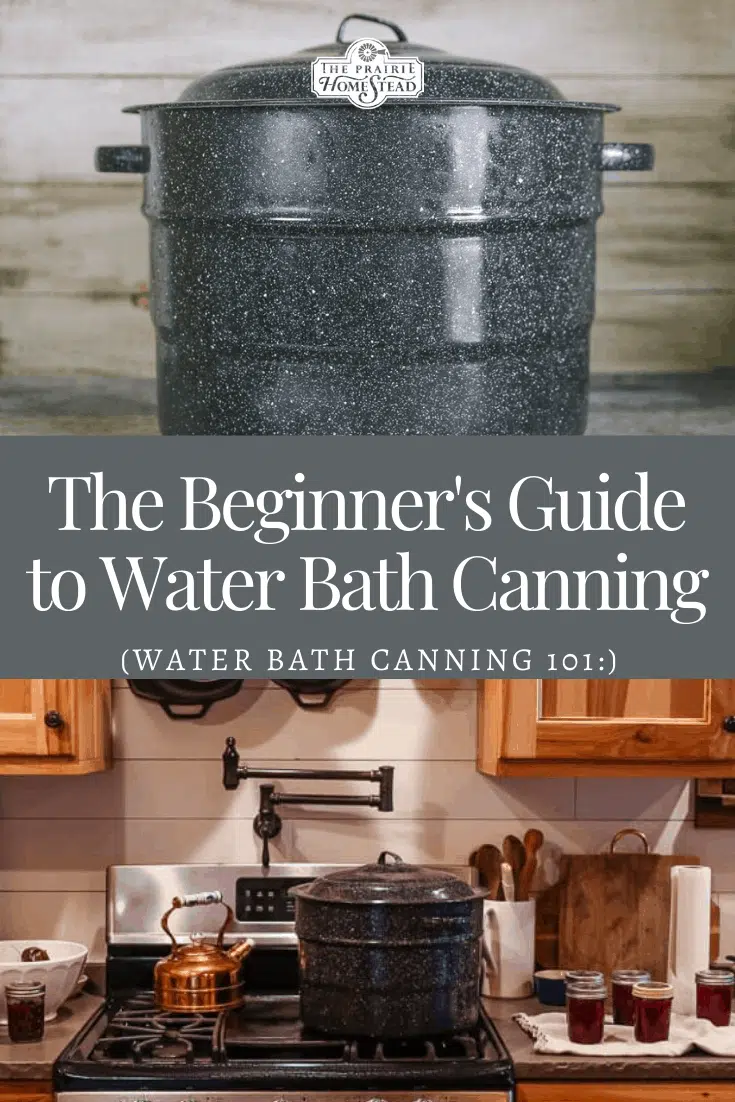 THE PRAIRIE
HOMESTEAD
The Beginner's Guide
to Water Bath Canning
(WATER BATH CANNING 101:)